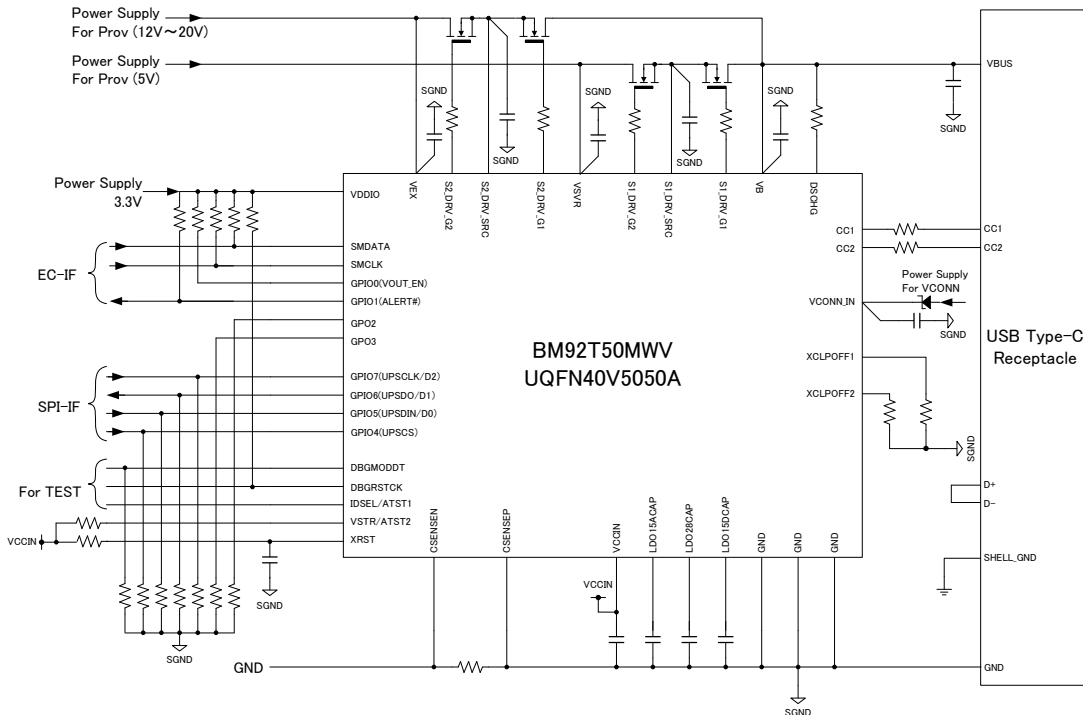 Power Supply
For Prov (12V～20V)
Power Supply
For Prov (5V)
VBUS
SGND
SGND
SGND
SGND
SGND
SGND
SGND
Power Supply
3.3V
VDDIO
VEX
S2_DRV_G2
S2_DRV_SRC
S2_DRV_G1
VSVR
S1_DRV_G2
S1_DRV_SRC
S1_DRV_G1
VB
DSCHG
CC1
CC1
CC2
CC2
EC-IF
SMDATA
SMCLK
GPIO0(VOUT_EN)
GPIO1(ALERT#)
GPO2
GPO3
Power Supply
For VCONN
VCONN_IN
SGND
USB Type-C
Receptacle
BM92T50MWV
UQFN40V5050A
XCLPOFF1
XCLPOFF2
SGND
SPI-IF
GPIO7(UPSCLK/D2)
GPIO6(UPSDO/D1)
GPIO5(UPSDIN/D0)
GPIO4(UPSCS)
For TEST
DBGMODDT
DBGRSTCK
IDSEL/ATST1
VSTR/ATST2
XRST
VCCIN
SGND
SGND
CSENSEN
CSENSEP
VCCIN
LDO15ACAP
LDO28CAP
LDO15DCAP
GND
GND
GND
VCCIN
D+
D-
SHELL_GND
GND
GND
SGND